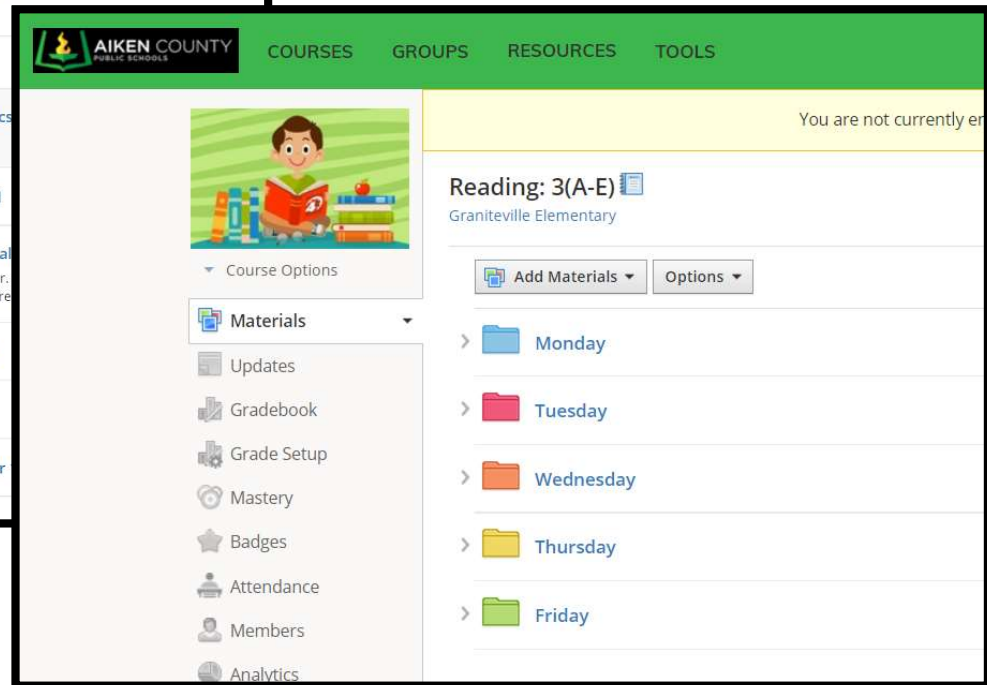 AIKEN COUNTY
PUBLIC SCHOOLS
COURSES GROUPS RESOURCES TOOLS
You are not currently en
Reading: 3(A-E)
Graniteville Elementary
Course Options
Add Materials Options
Materials
Updates
Gradebook
Grade Setup
Mastery
Badges
Attendance
Members
Analytics
Monday
Tuesday
Wednesday
Thursday
Friday